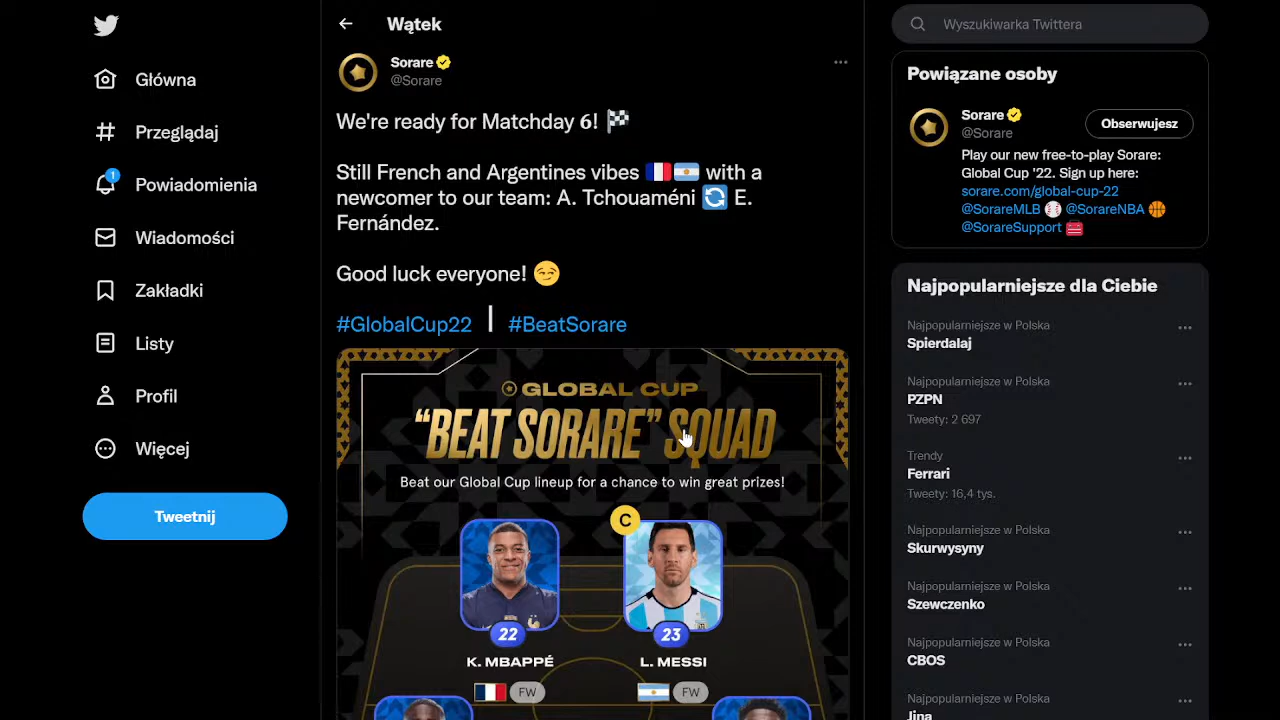 Wątek
Wyszukiwarka Twittera
Główna
Przeglądaj
1
Powiadomienia
Wiadomości
Zakładki
Listy
Profil
Więcej
Tweetnij
Sorare
@Sorare
We're ready for Matchday 6!
Still French and Argentines vibes with a
newcomer to our team: A. Tchouaméni E.
Fernández.
Good luck everyone!
#GlobalCup22 | #BeatSorare
GLOBAL CUP
“BEAT SORARE” SQUAD
Beat our Global Cup lineup for a chance to win great prizes!
C
22
23
K. MBAPPÉ
L. MESSI
FW
FW
Powiązane osoby
Sorare
@Sorare
Obserwujesz
Play our new free-to-play Sorare:
Global Cup '22. Sign up here:
sorare.com/global-cup-22
@SorareMLB @SorareNBA
@SorareSupport
Najpopularniejsze dla Ciebie
Najpopularniejsze w Polska
Spierdalaj
Najpopularniejsze w Polska
PZPN
Tweety: 2 697
Trendy
Ferrari
Tweety: 16,4 tys.
Najpopularniejsze w Polska
Skurwysyny
Najpopularniejsze w Polska
Szewczenko
Najpopularniejsze w Polska
CBOS
Najpopularniejsze w Polska
Jina